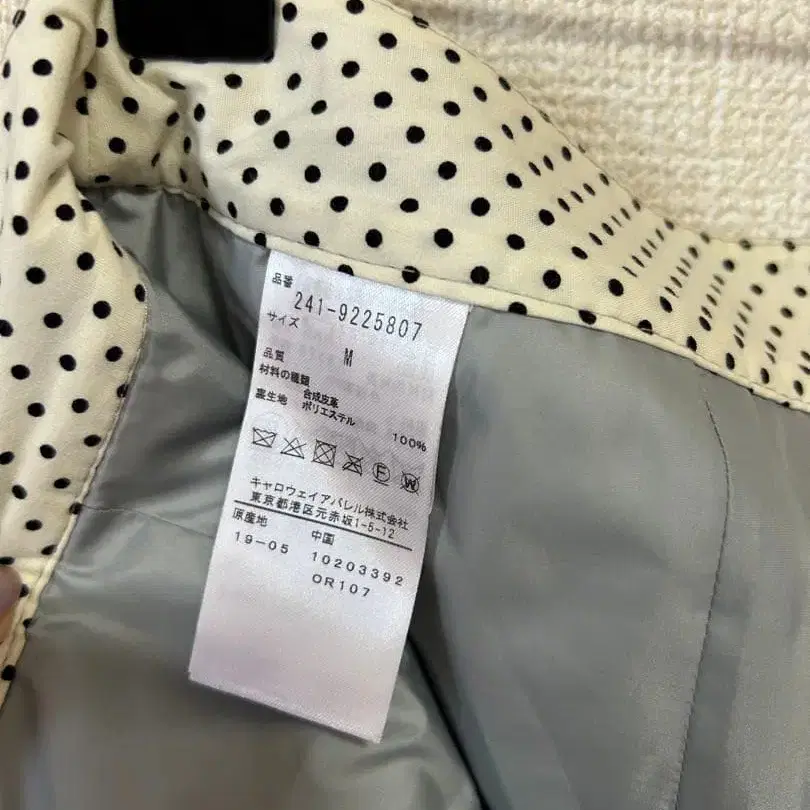 品番
241-9225807
サイズ
M
品質
材料の種類 合成皮革
裏生地 ポリエステル
100%
F W
キャロウェイアパレル株式会社
東京都港区元赤坂1-5-12
原産地 中国
19-05 10203392
OR107